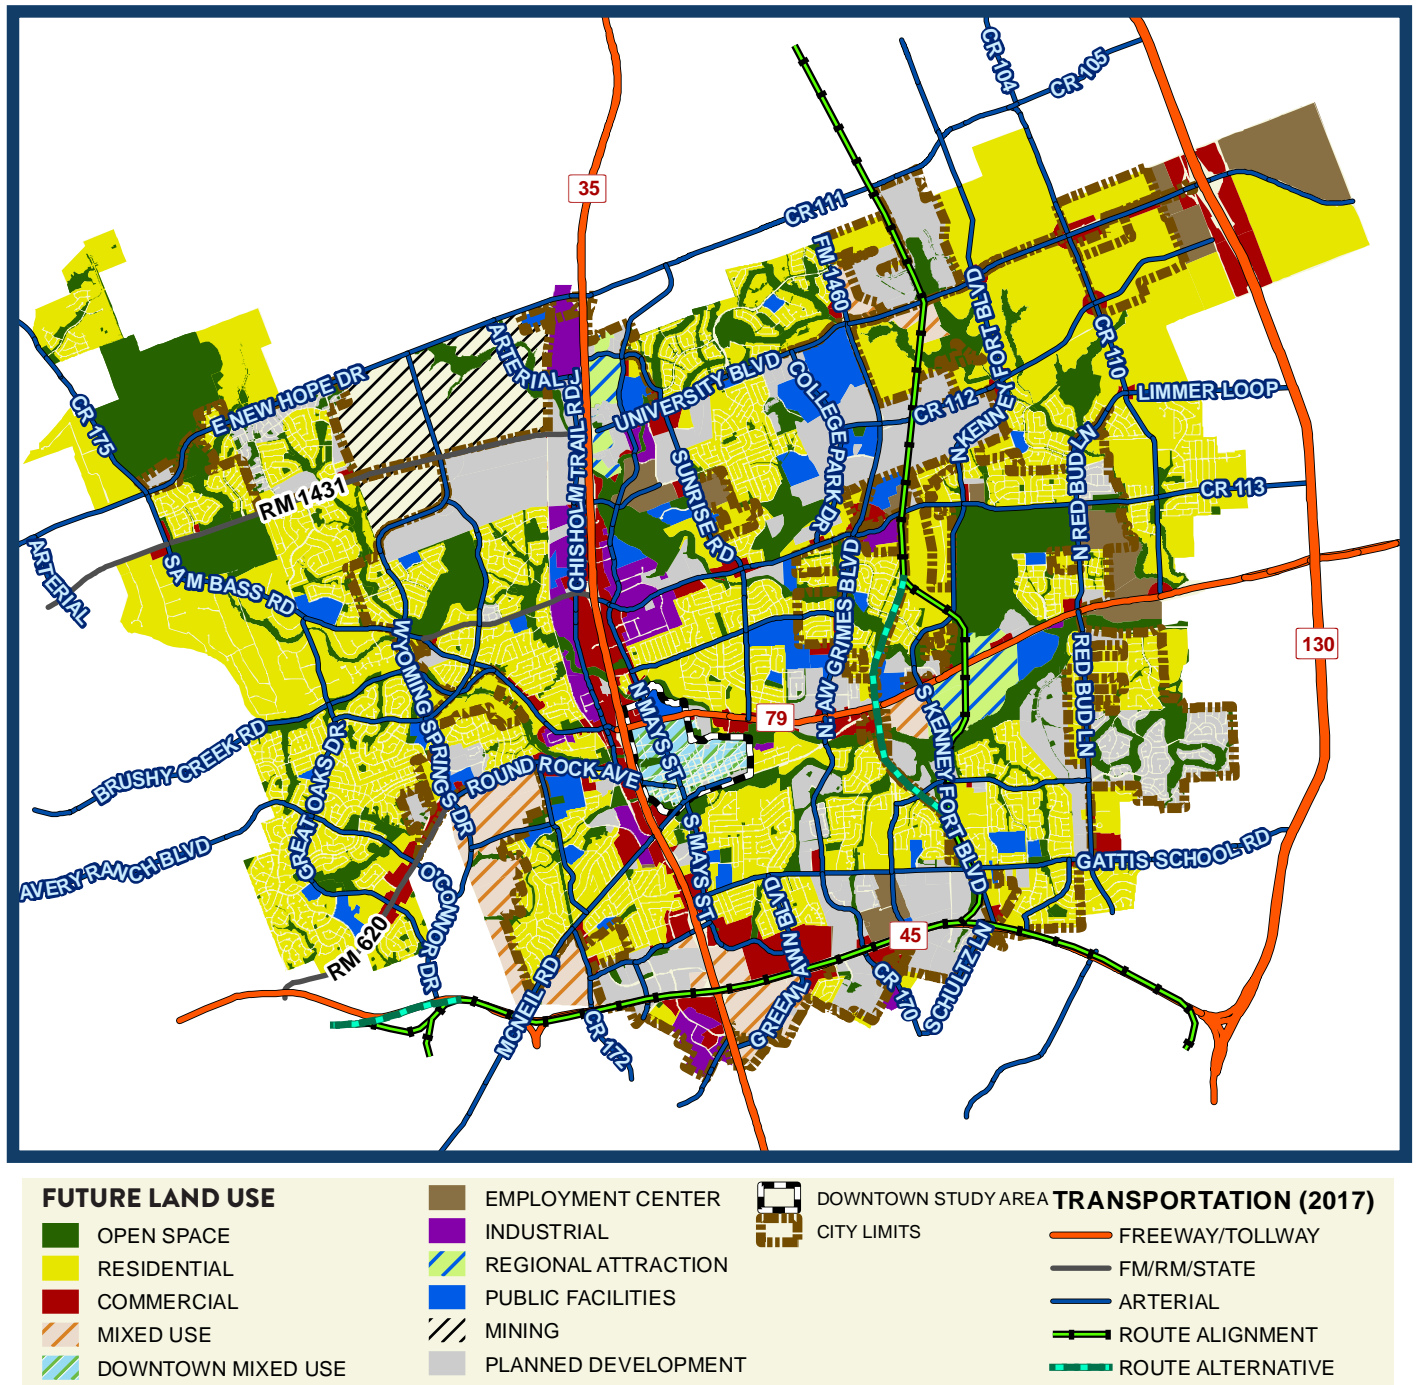 CR 104
CR 105
35
CR 111
FM 1460
N KENNEY FORT BLVD
CR 110
ARTERIAL
UNIVERSITY BLVD
COLLEGE PARK DR
LIMMER LOOP
E NEW HOPE DR
CR 112
CR 175
CHISHOLM TRAIL RD
SUNRISE RD
N RED BUD LN
RM 1431
CR 113
ARTERIAL
SAM BASS RD
N. AW GRIMES BLVD
WYOMING SPRINGS DR
130
RED BUD LN
N MAYS ST
79
S KENNEY FORT BLVD
BRUSHY CREEK RD
GREAT OAKS DR
ROUND ROCK AVE
AVERY RANCH BLVD
S MAYS ST.
GATTIS SCHOOL RD
O'CONNOR DR
GREENLAWN BLVD
RM 620
45
MCNEIL RD
CR 170
SCHULTZ LN
CR 172
FUTURE LAND USE
OPEN SPACE
RESIDENTIAL
COMMERCIAL
MIXED USE
DOWNTOWN MIXED USE
EMPLOYMENT CENTER
INDUSTRIAL
REGIONAL ATTRACTION
PUBLIC FACILITIES
MINING
PLANNED DEVELOPMENT
DOWNTOWN STUDY AREA
CITY LIMITS
TRANSPORTATION (2017)
FREEWAY/TOLLWAY
FM/RM/STATE
ARTERIAL
ROUTE ALIGNMENT
ROUTE ALTERNATIVE